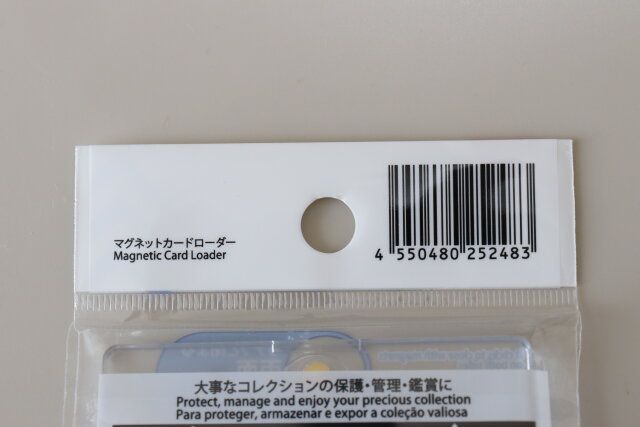 マグネットカードローダー
Magnetic Card Loader
4 550480 252483
大事なコレクションの保護・管理・鑑賞に
Protect, manage and enjoy your precious collection
Para proteger, armazenar e expor a coleção valiosa